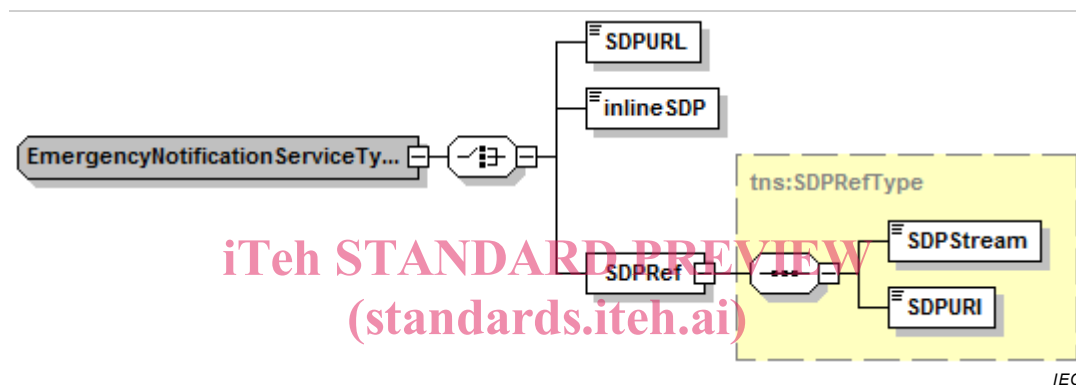 SDPURL
inlineSDP
EmergencyNotificationServiceTy...
tns:SDPRefType
SDPStream
iTeh STANDARD PREVIEW
SDPRef
SDPURI
(standards.iteh.ai)
IEC